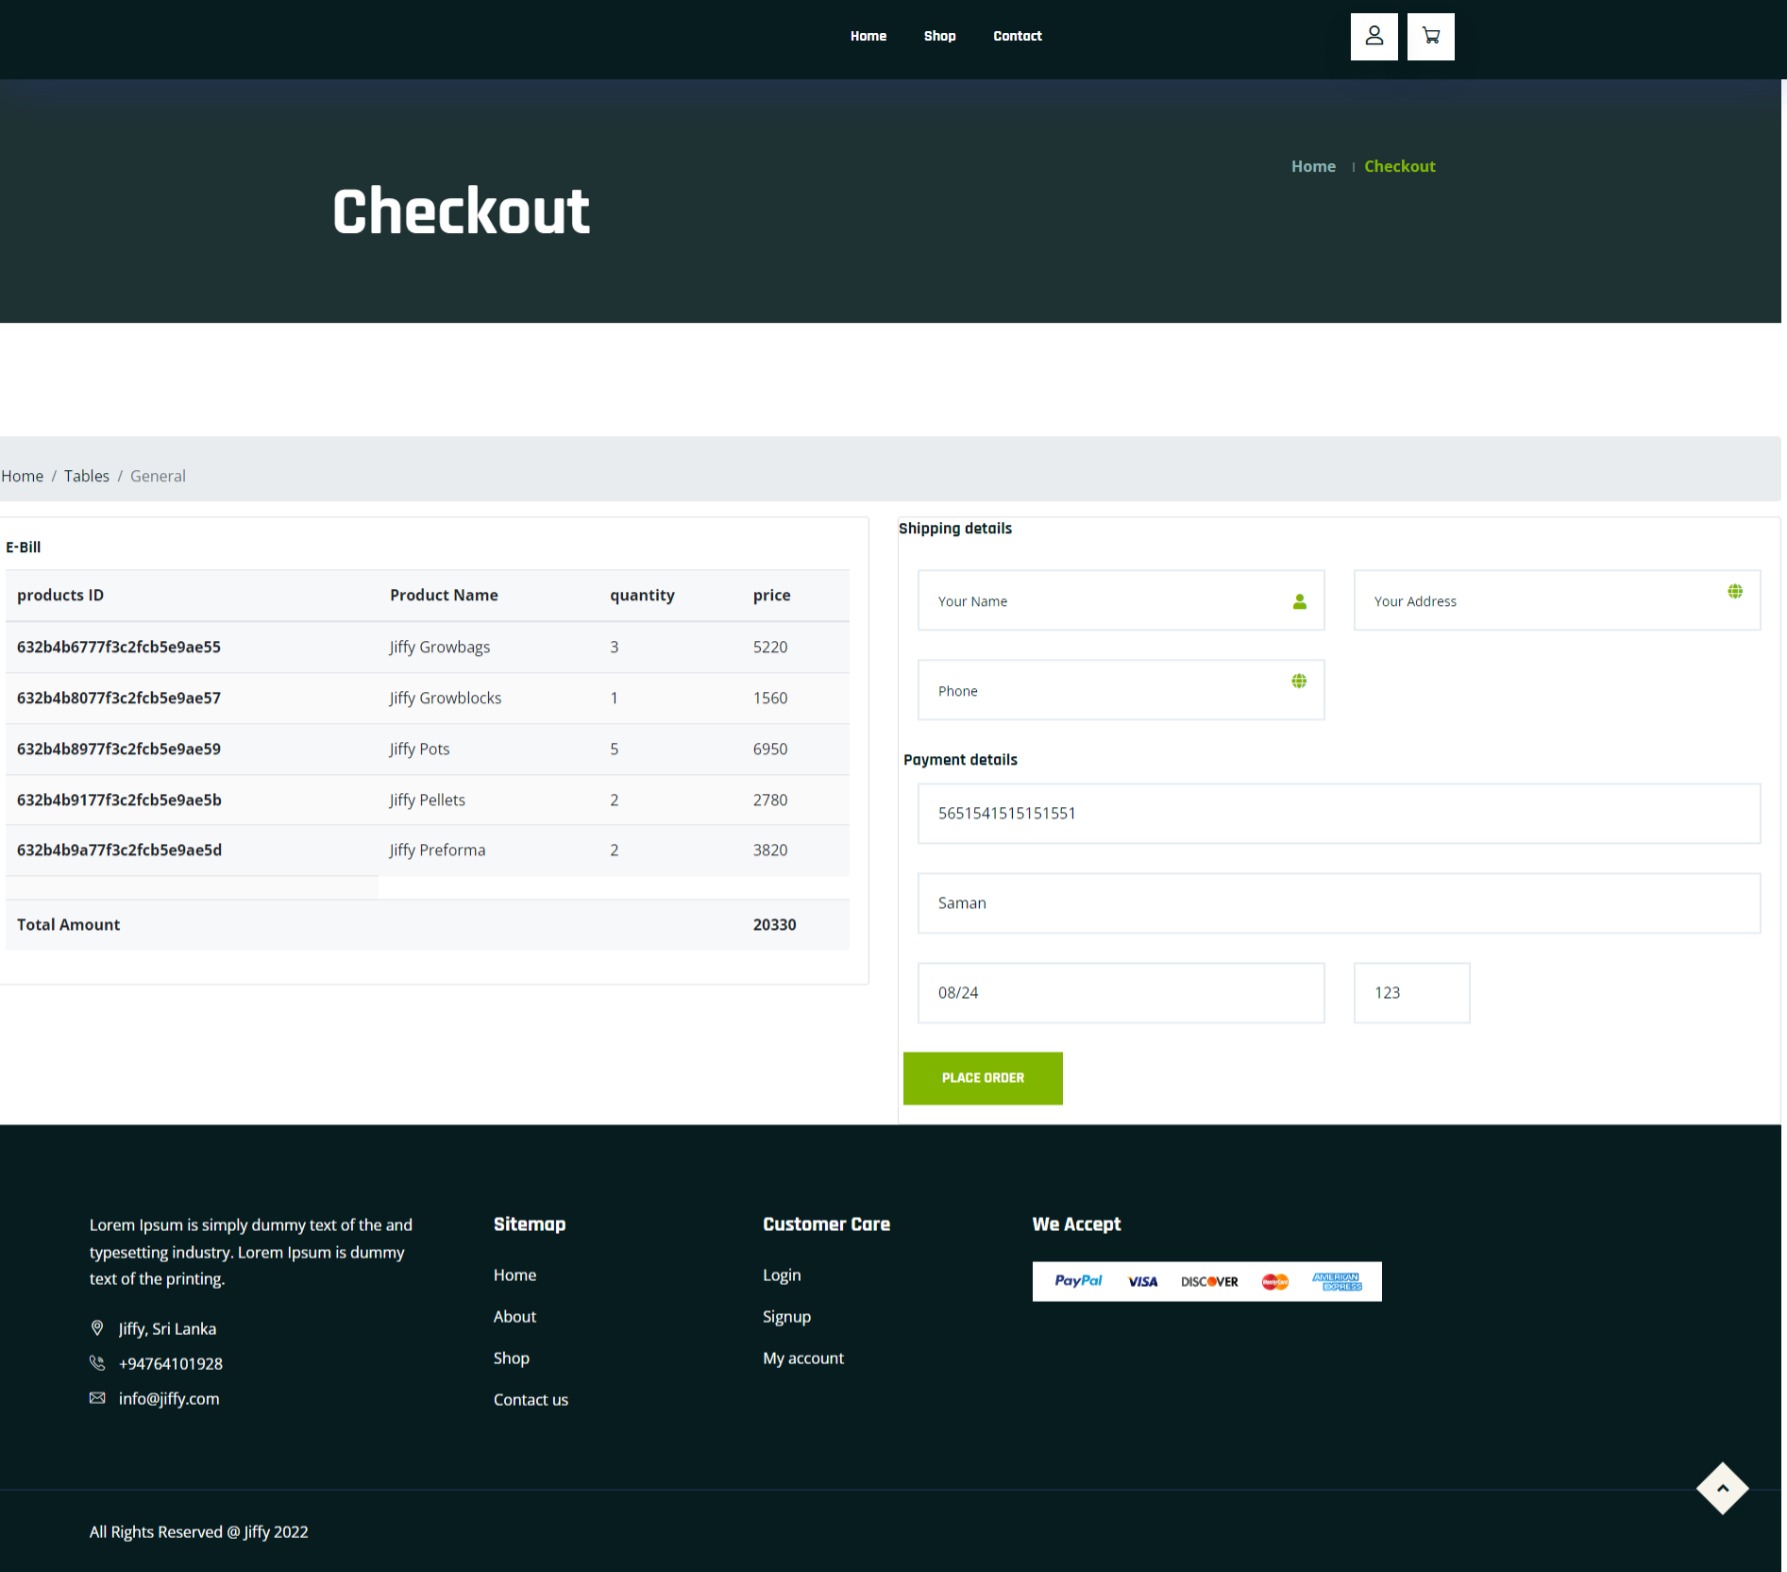 Home Shop Contact
Home | Checkout
Checkout
Home / Tables / General
E-Bill
products ID Product Name quantity price
632b4b6777f3c2fcb5e9ae55 Jiffy Growbags 3 5220
632b4b8077f3c2fcb5e9ae57 Jiffy Growblocks 1 1560
632b4b8977f3c2fcb5e9ae59 Jiffy Pots 5 6950
632b4b9177f3c2fcb5e9ae5b Jiffy Pellets 2 2780
632b4b9a77f3c2fcb5e9ae5d Jiffy Preforma 2 3820
Total Amount 20330
Shipping details
Your Name Your Address
Phone
Payment details
5651541515151551
Saman
08/24 123
PLACE ORDER
Lorem Ipsum is simply dummy text of the and
typesetting industry. Lorem Ipsum is dummy
text of the printing.
Jiffy, Sri Lanka
+94764101928
info@jiffy.com
Sitemap
Home
About
Shop
Contact us
Customer Care
Login
Signup
My account
We Accept
PayPal VISA DISCOVER MasterCard AMERICAN EXPRESS
All Rights Reserved @ Jiffy 2022